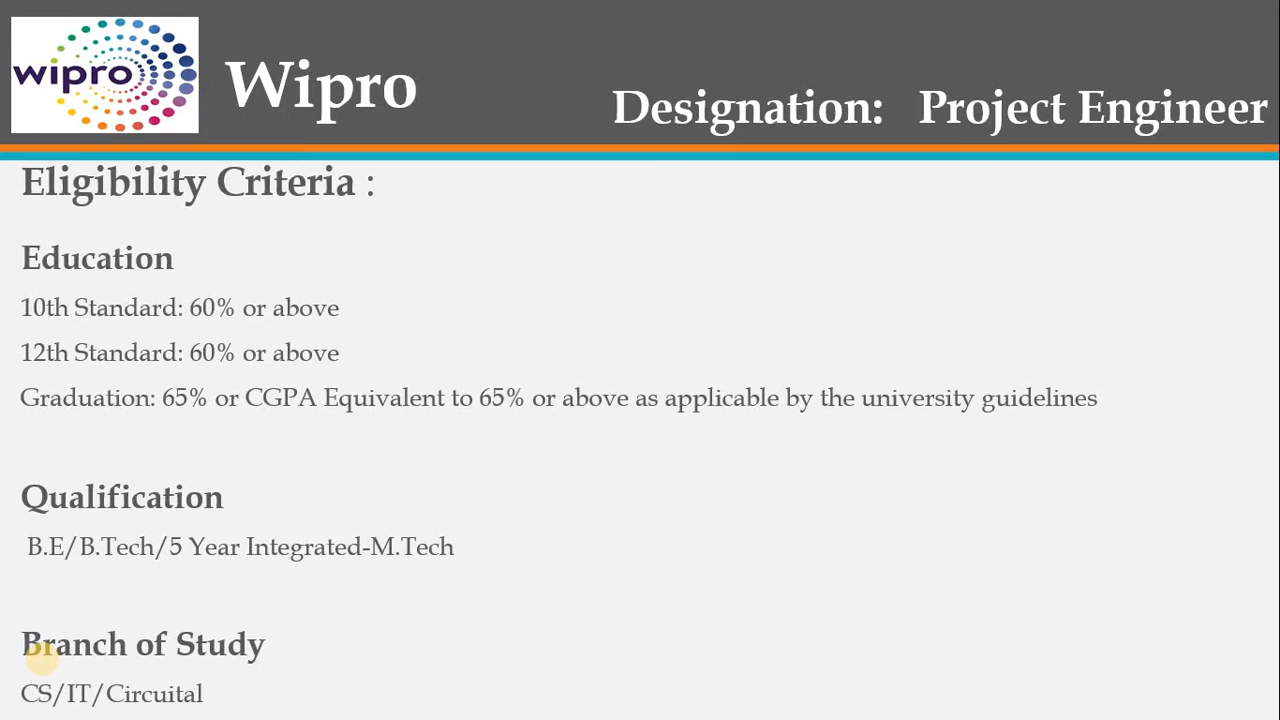 wipro
Wipro
Designation: Project Engineer
Eligibility Criteria :
Education
10th Standard: 60% or above
12th Standard: 60% or above
Graduation: 65% or CGPA Equivalent to 65% or above as applicable by the university guidelines
Qualification
B.E/B.Tech/5 Year Integrated-M.Tech
Branch of Study
CS/IT/Circuital